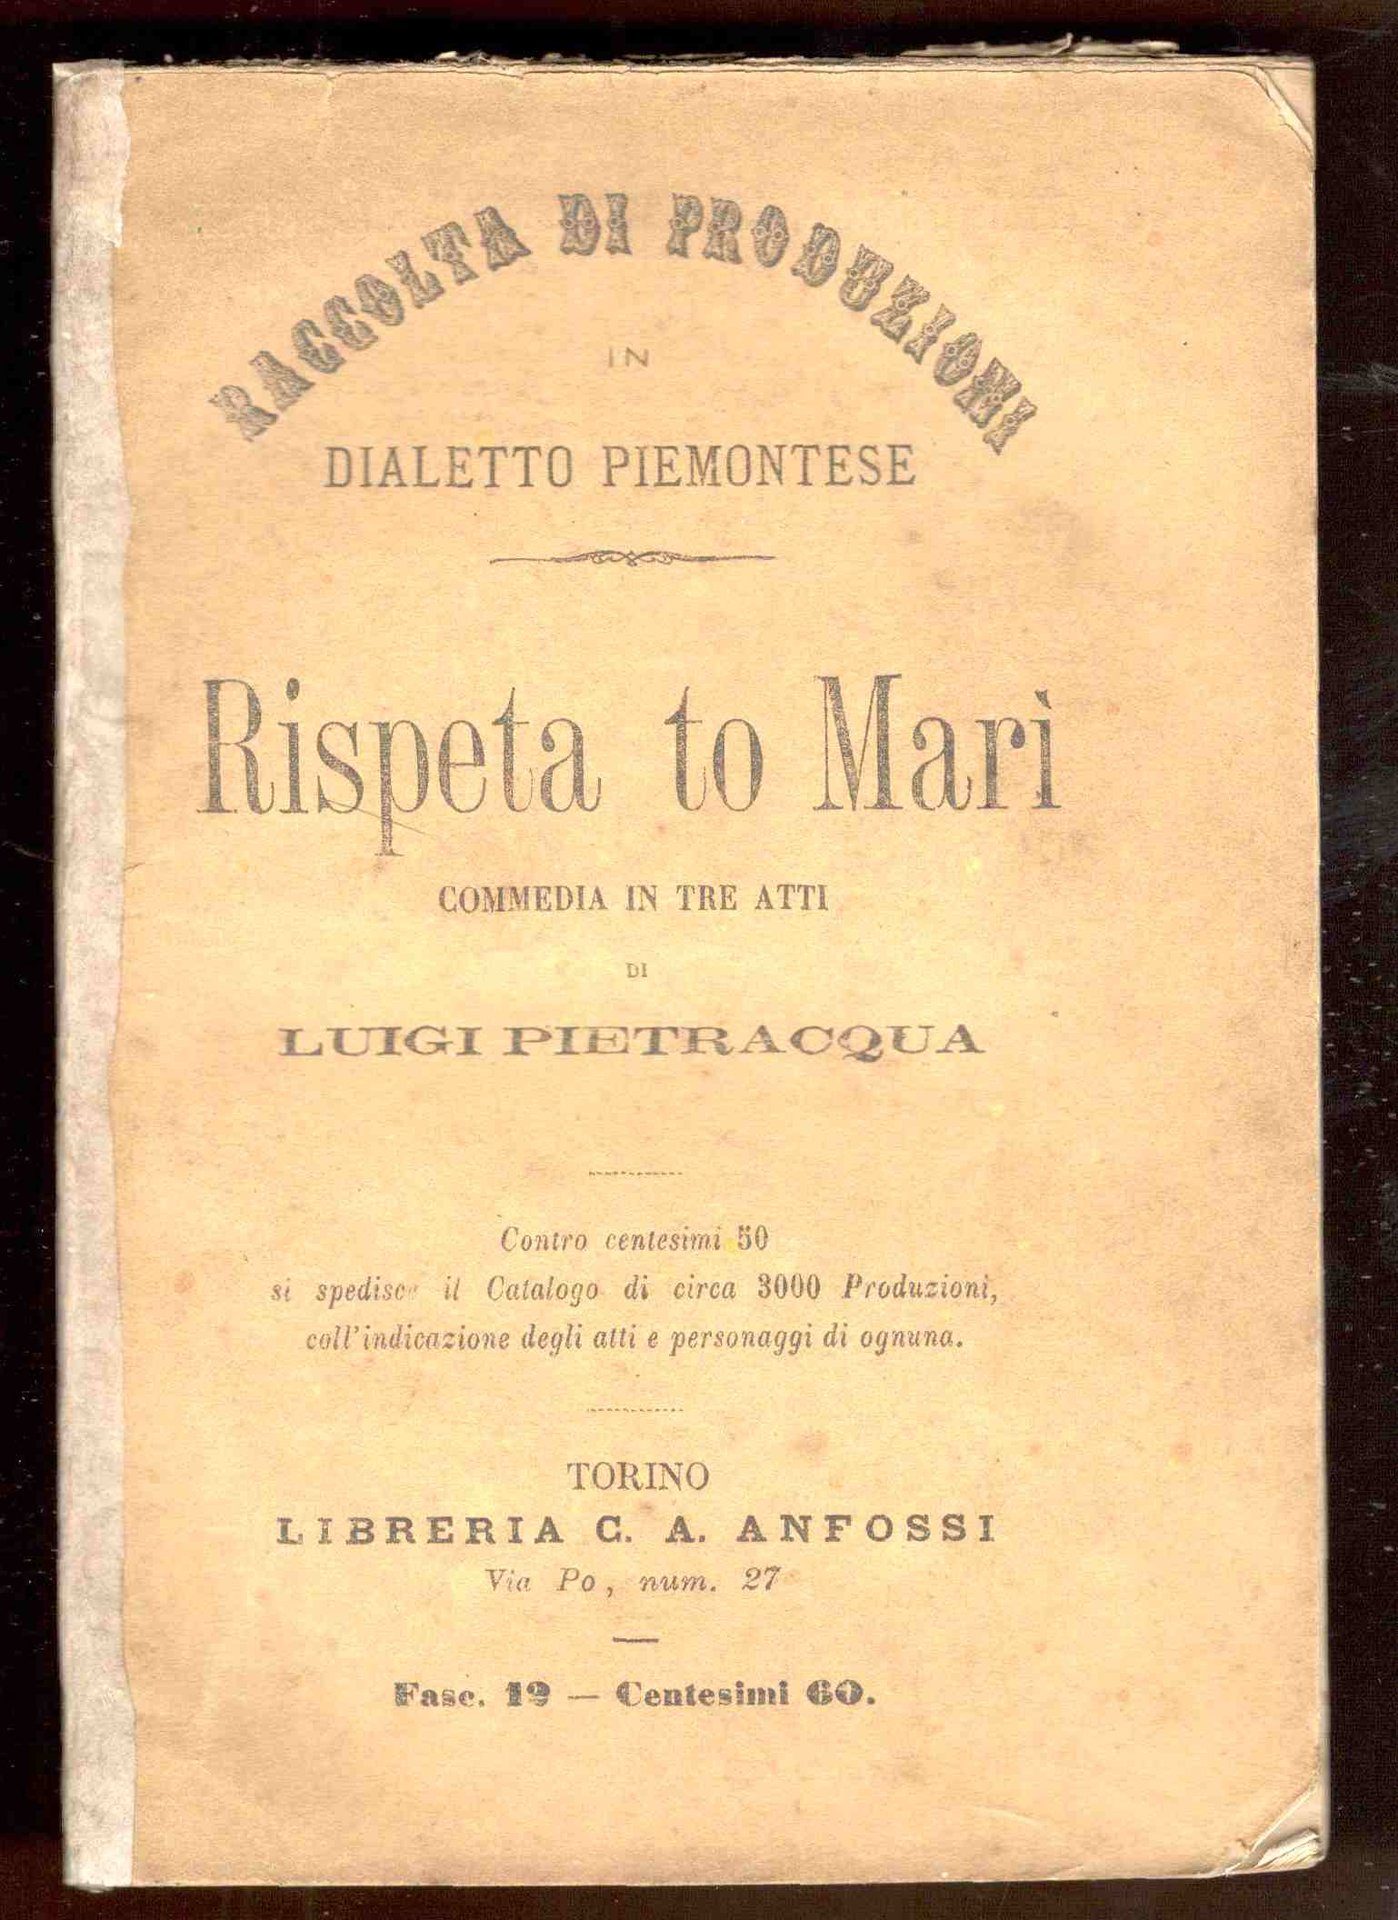 RACCOLTA DI PRODUZIONI
IN
DIALETTO PIEMONTESE
Rispeta to Marì
COMMEDIA IN TRE ATTI
DI
LUIGI PIETRACQUA
Contro centesimi 50
si spedisce il Catalogo di circa 3000 Produzioni,
coll'indicazione degli atti e personaggi di ognuna.
TORINO
LIBRERIA C. A. ANFOSSI
Via Po, num. 27
Fasc. 19 — Centesimi 60.